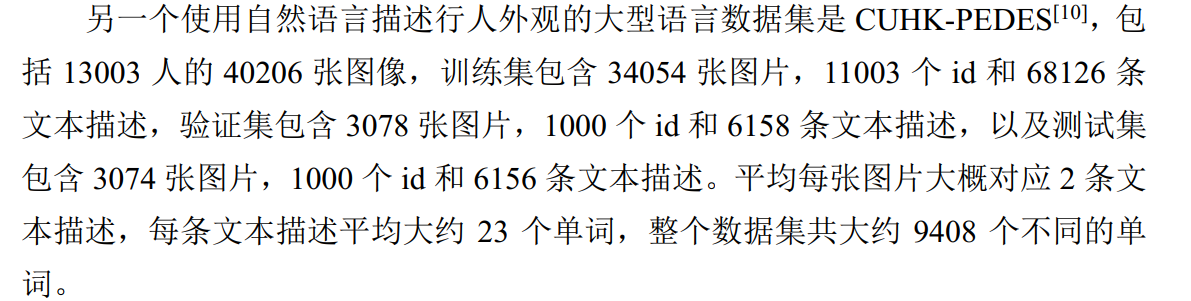 另一个使用自然语言描述行人外观的大型语言数据集是 CUHK-PEDES[10]，包
括 13003 人的 40206 张图像，训练集包含 34054 张图片，11003 个 id 和 68126 条
文本描述，验证集包含 3078 张图片，1000 个 id 和 6158 条文本描述，以及测试集
包含 3074 张图片，1000 个 id 和 6156 条文本描述。平均每张图片大概对应 2 条文
本描述，每条文本描述平均大约 23 个单词，整个数据集共大约 9408 个不同的单
词。